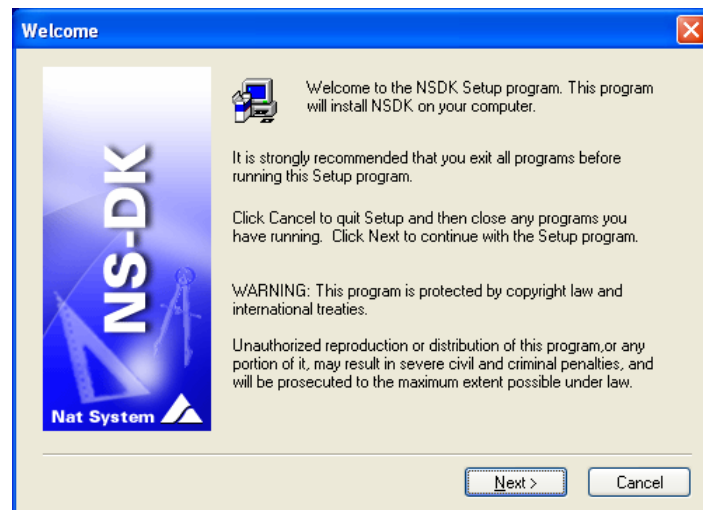 Welcome
NS-DK
Nat System
Welcome to the NSDK Setup program. This program
will install NSDK on your computer.
It is strongly recommended that you exit all programs before
running this Setup program.
Click Cancel to quit Setup and then close any programs you
have running. Click Next to continue with the Setup program.
WARNING: This program is protected by copyright law and
international treaties.
Unauthorized reproduction or distribution of this program,or any
portion of it, may result in severe civil and criminal penalties, and
will be prosecuted to the maximum extent possible under law.
Next >
Cancel